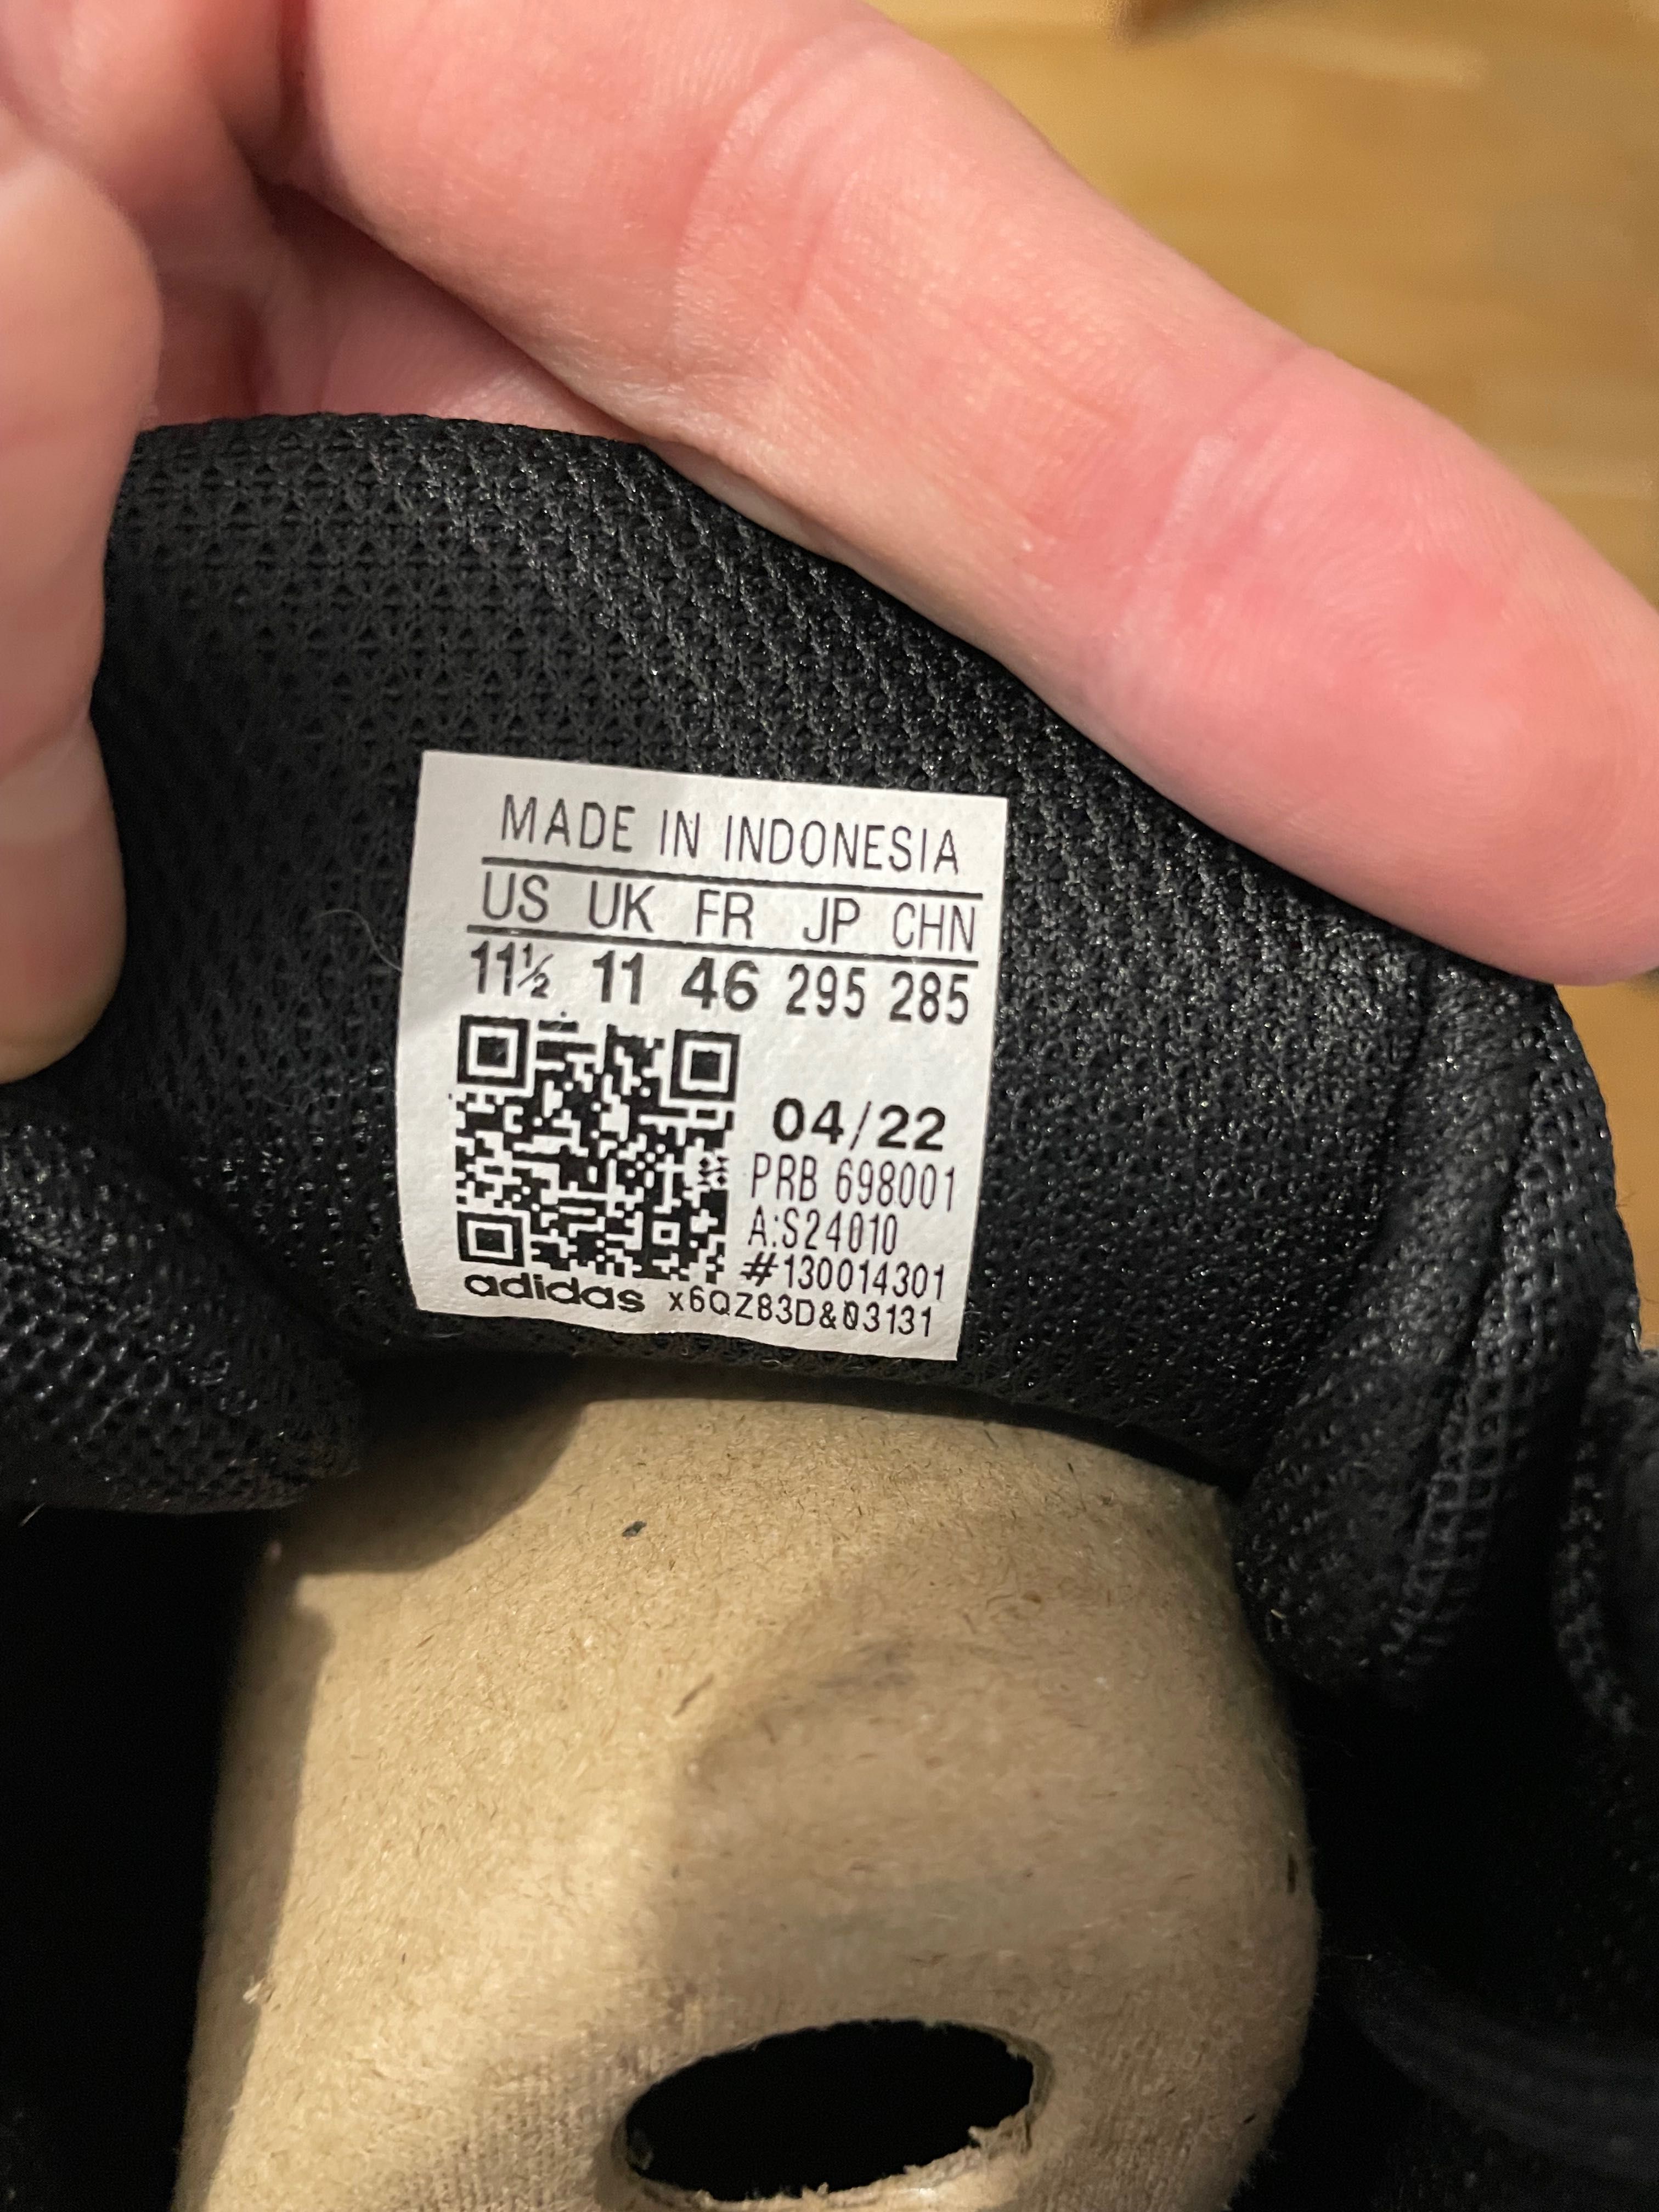 MADE IN INDONESIA
US UK FR JP CHN
11½ 11 46 295 285
04/22
PRB 698001
A:S24010
#130014301
adidas x6QZ83D&03131